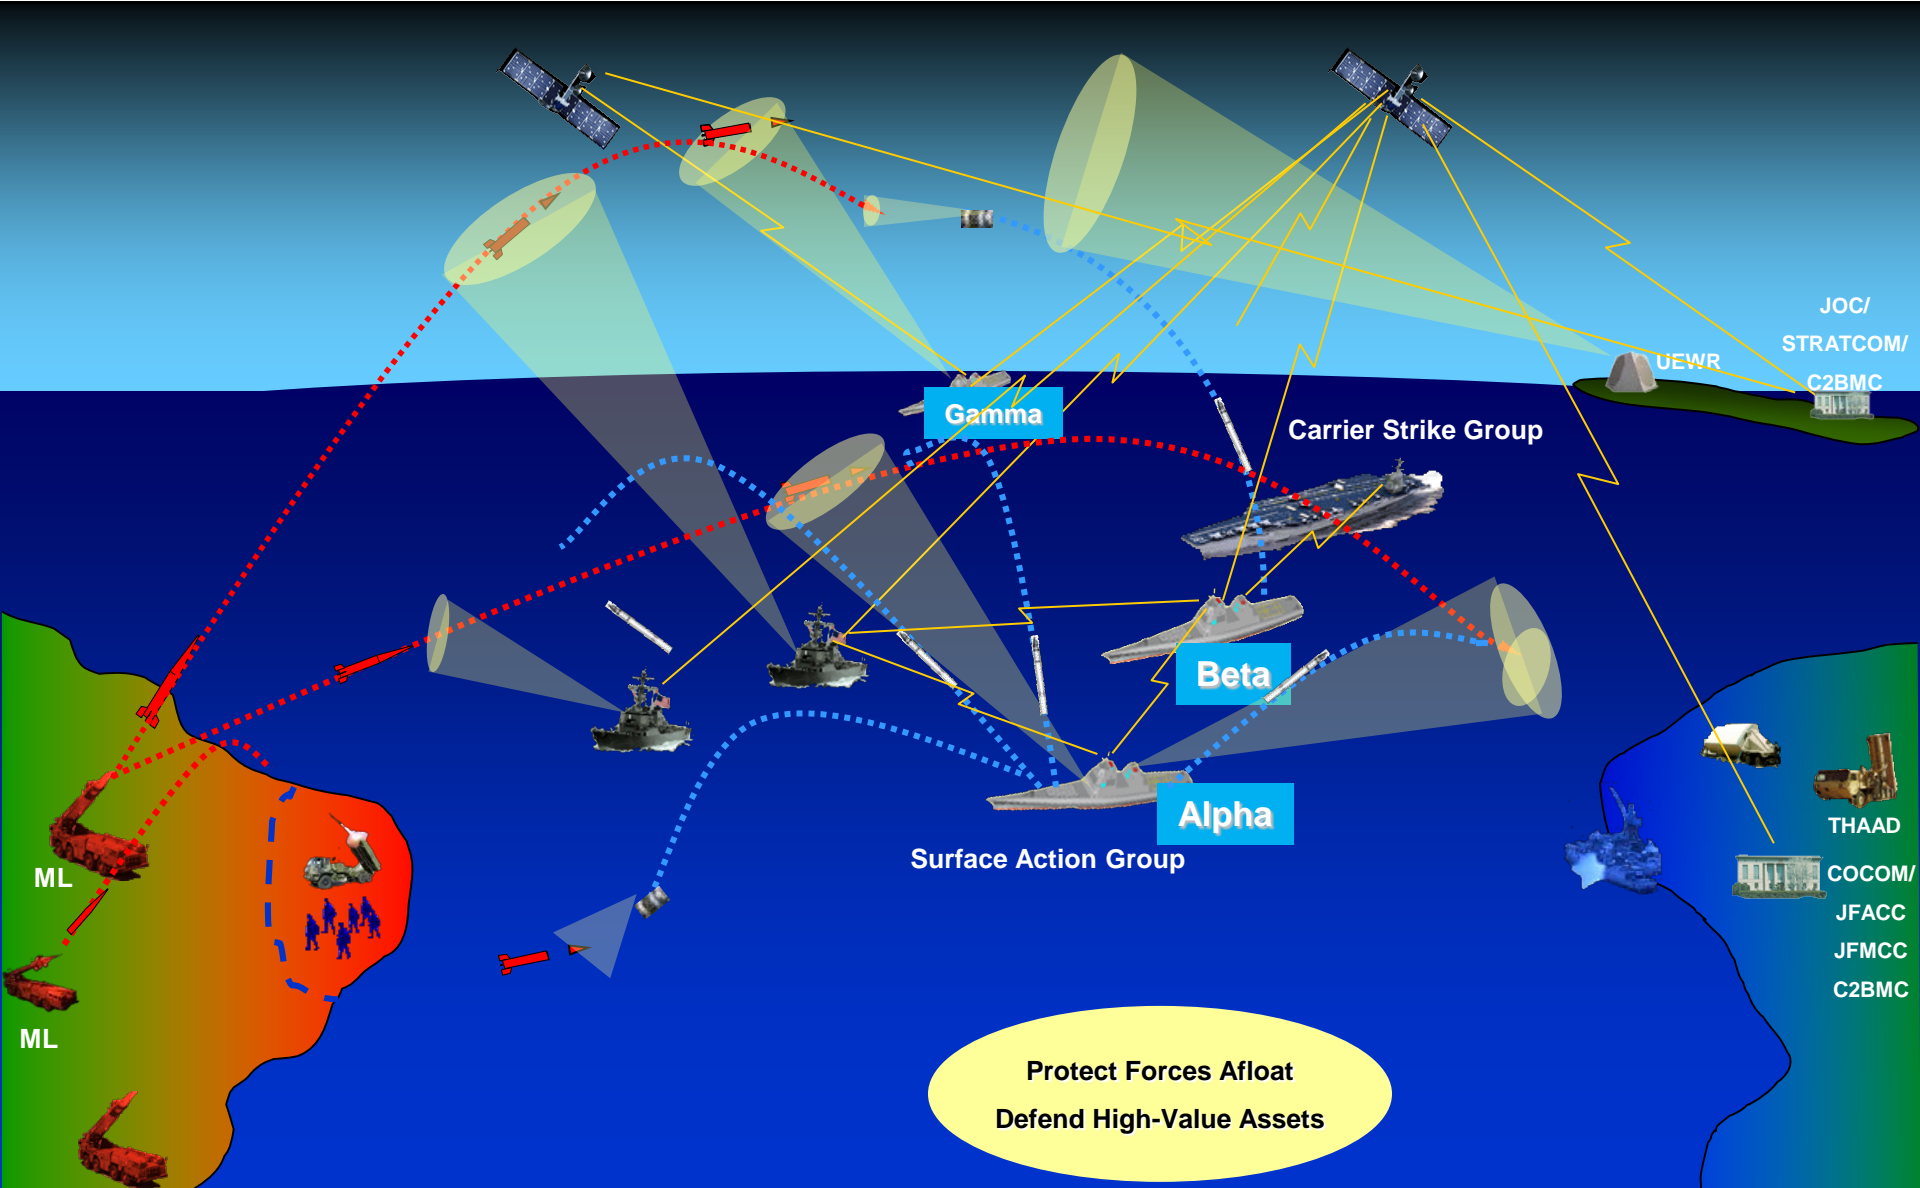 JOC/
STRATCOM/
C2BMC
UEWR
Gamma
Carrier Strike Group
Beta
Alpha
Surface Action Group
THAAD
COCOM/
JFACC
JFMCC
C2BMC
ML
ML
Protect Forces Afloat
Defend High-Value Assets